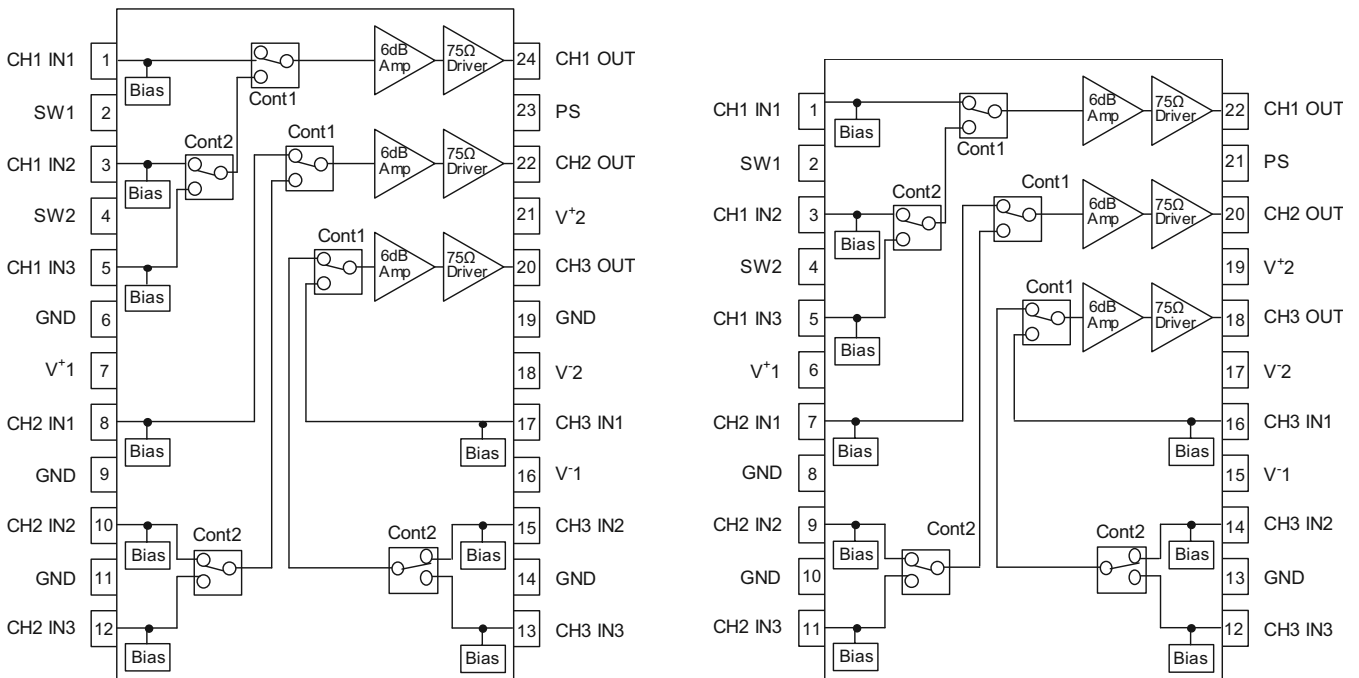 CH1 IN1 1
SW1 2
CH1 IN2 3
SW2 4
CH1 IN3 5
GND 6
V+1 7
CH2 IN1 8
GND 9
CH2 IN2 10
GND 11
CH2 IN3 12
Bias
Bias
Bias
Bias
Bias
Bias
Cont1
Cont2
Cont1
Cont1
Cont2
Cont2
6dB Amp
75Ω Driver
6dB Amp
75Ω Driver
6dB Amp
75Ω Driver
Bias
Bias
Bias
24 CH1 OUT
23 PS
22 CH2 OUT
21 V+2
20 CH3 OUT
19 GND
18 V-2
17 CH3 IN1
16 V-1
15 CH3 IN2
14 GND
13 CH3 IN3
CH1 IN1 1
SW1 2
CH1 IN2 3
SW2 4
CH1 IN3 5
V+1 6
CH2 IN1 7
GND 8
CH2 IN2 9
GND 10
CH2 IN3 11
Bias
Bias
Bias
Bias
Bias
Bias
Cont1
Cont2
Cont1
Cont1
Cont2
Cont2
6dB Amp
75Ω Driver
6dB Amp
75Ω Driver
6dB Amp
75Ω Driver
Bias
Bias
Bias
22 CH1 OUT
21 PS
20 CH2 OUT
19 V+2
18 CH3 OUT
17 V-2
16 CH3 IN1
15 V-1
14 CH3 IN2
13 GND
12 CH3 IN3